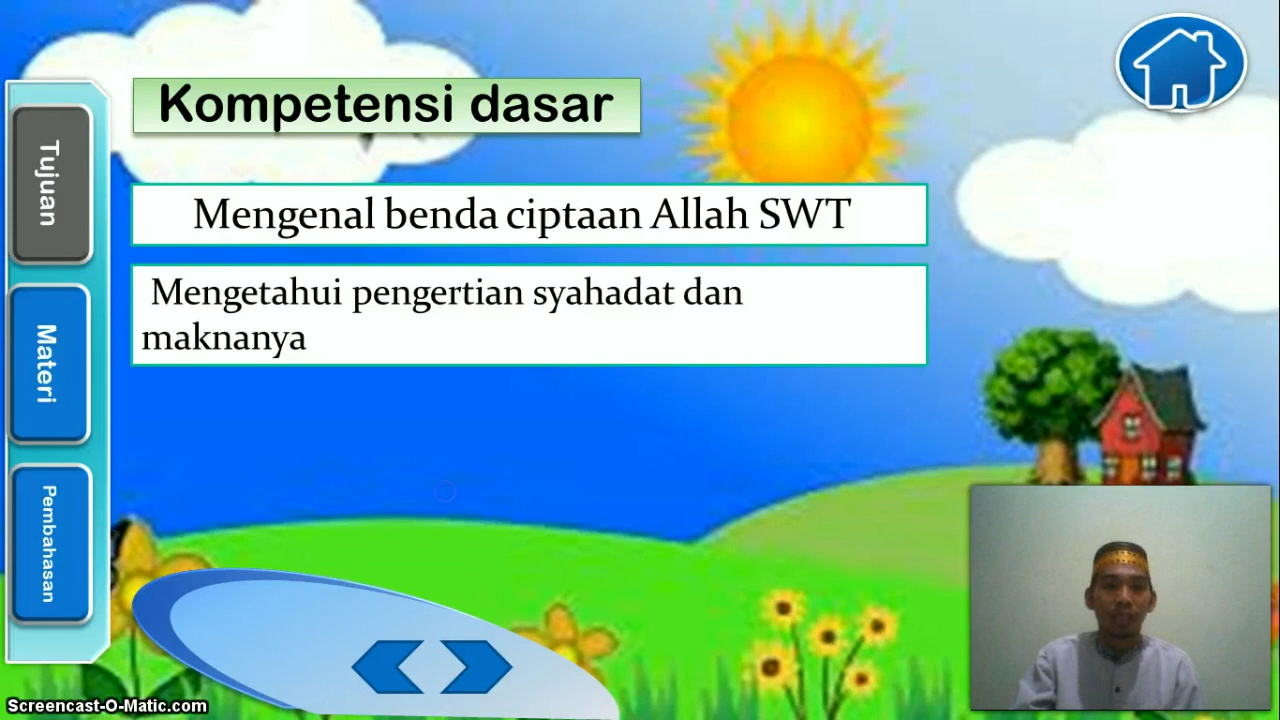 Kompetensi dasar
Tujuan
Mengenal benda ciptaan Allah SWT
Mengetahui pengertian syahadat dan
maknanya
Materi
Pembahasan
Screencast-O-Matic.com